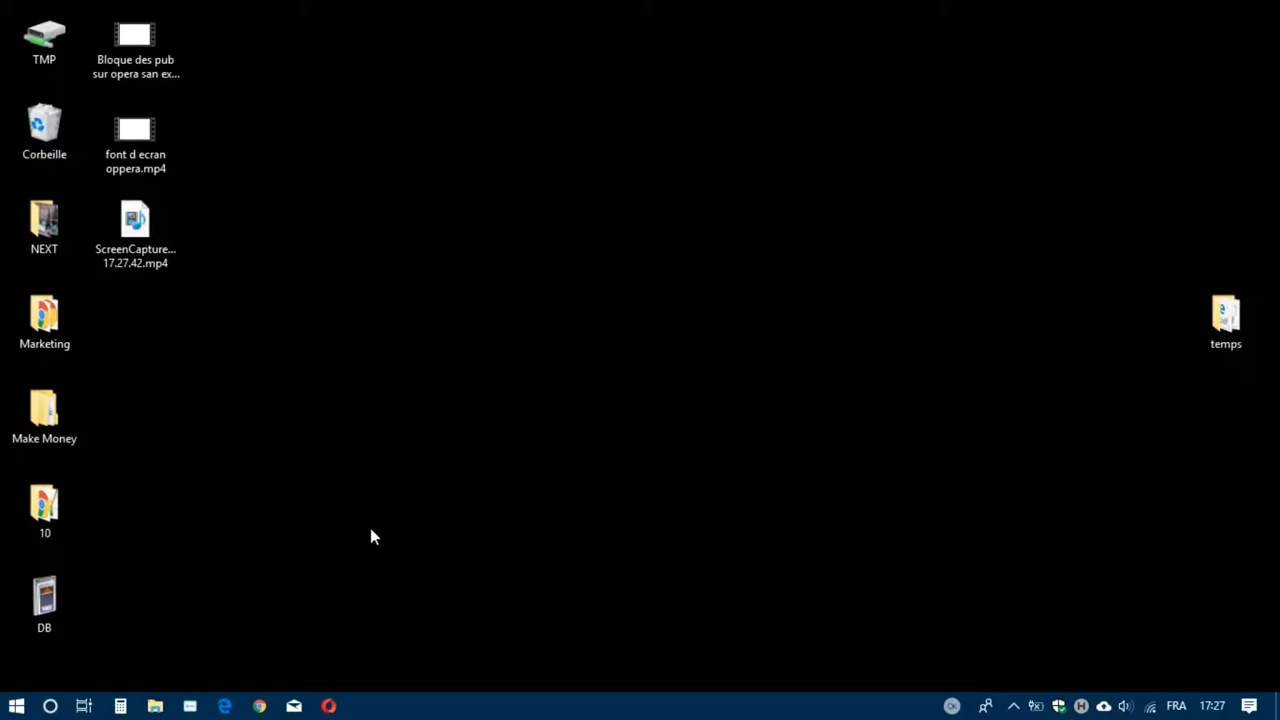 TMP
Bloque des pub
sur opera san ex...
Corbeille
font d ecran
oppera.mp4
NEXT
ScreenCapture...
17.27.42.mp4
Marketing
temps
Make Money
10
DB
OK
H
FRA
17:27